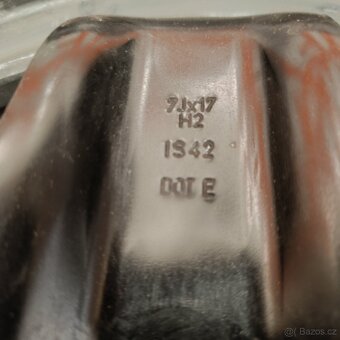 7Jx17
H2
IS42
DOT E
© Bazos.cz